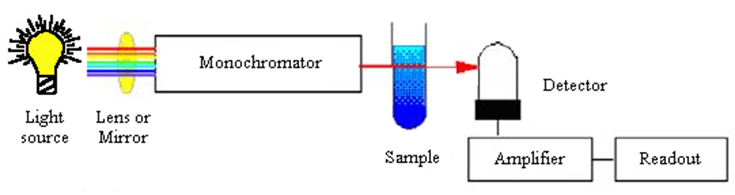 Light
source
Lens or
Mirror
Monochromator
Sample
Detector
Amplifier
Readout